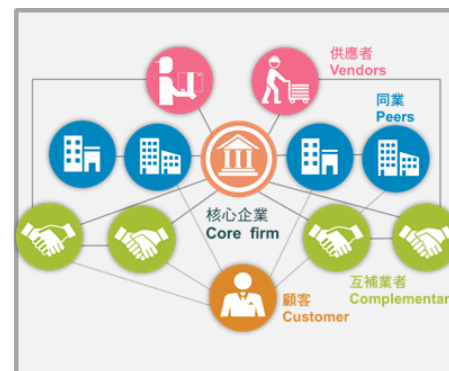 供應者
Vendors
同業
Peers
核心企業
Core firm
互補業者
Complementar
顧客
Customer